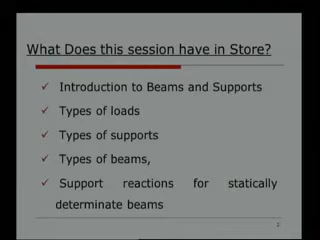 What Does this session have in Store?
✓ Introduction to Beams and Supports
✓ Types of loads
✓ Types of supports
✓ Types of beams,
✓ Support reactions for statically
determinate beams
2